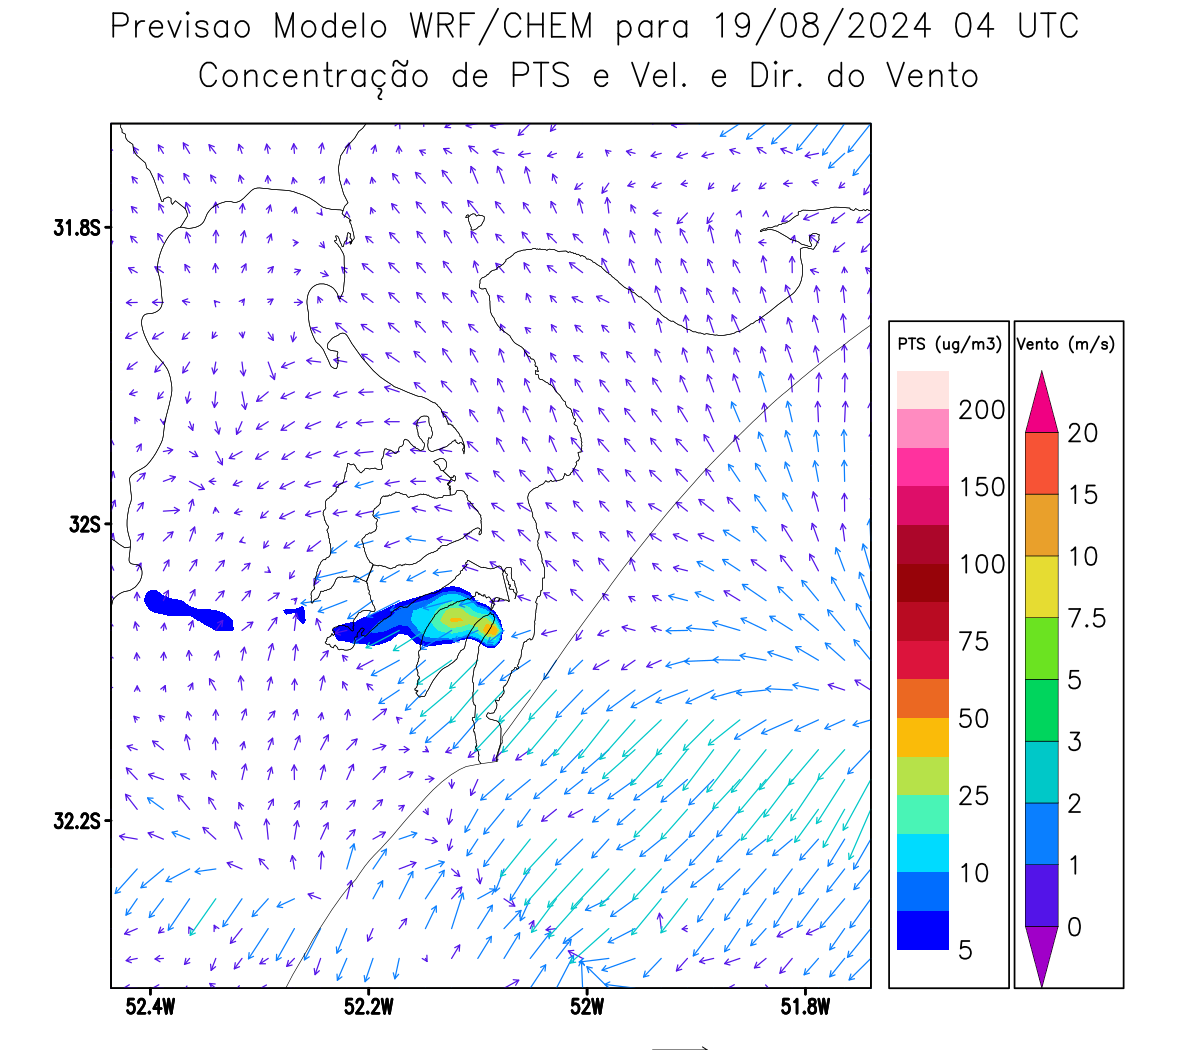 Previsao Modelo WRF/CHEM para 19/08/2024 04 UTC
Concentração de PTS e Vel. e Dir. do Vento
31.8S
32S
32.2S
52.4W 52.2W 52W 51.8W
PTS (ug/m3)
200
150
100
75
50
25
10
5
Vento (m/s)
20
15
10
7.5
5
3
2
1
0